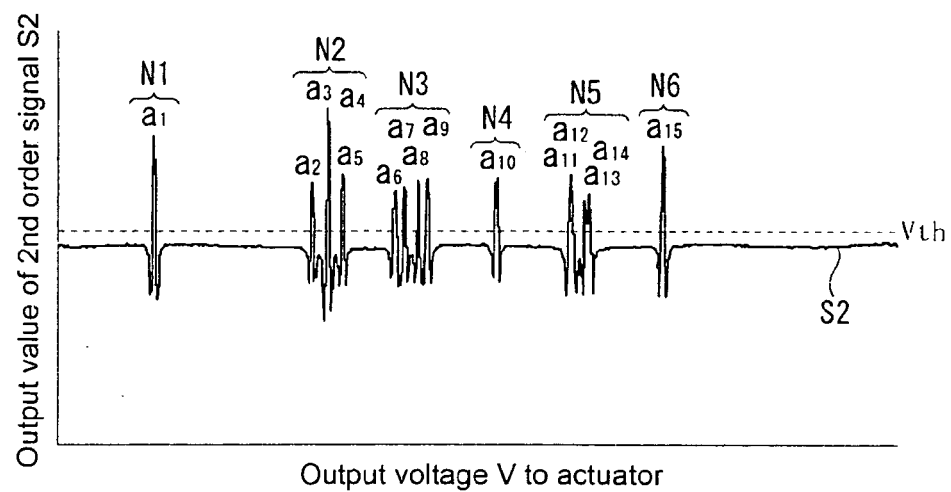 Output value of 2nd order signal S2
N1
a1
N2
a3 a4
a2
a5
N3
a7 a9
a6
a8
N4
a10
N5
a12
a11
a14
a13
N6
a15
Vth
S2
Output voltage V to actuator